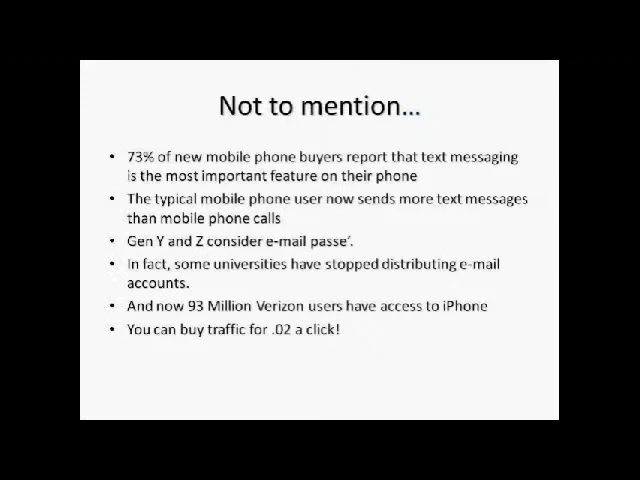 Not to mention...
• 73% of new mobile phone buyers report that text messaging
is the most important feature on their phone
• The typical mobile phone user now sends more text messages
than mobile phone calls
• Gen Y and Z consider e-mail passe'.
• In fact, some universities have stopped distributing e-mail
accounts.
• And now 93 Million Verizon users have access to iPhone
• You can buy traffic for .02 a click!